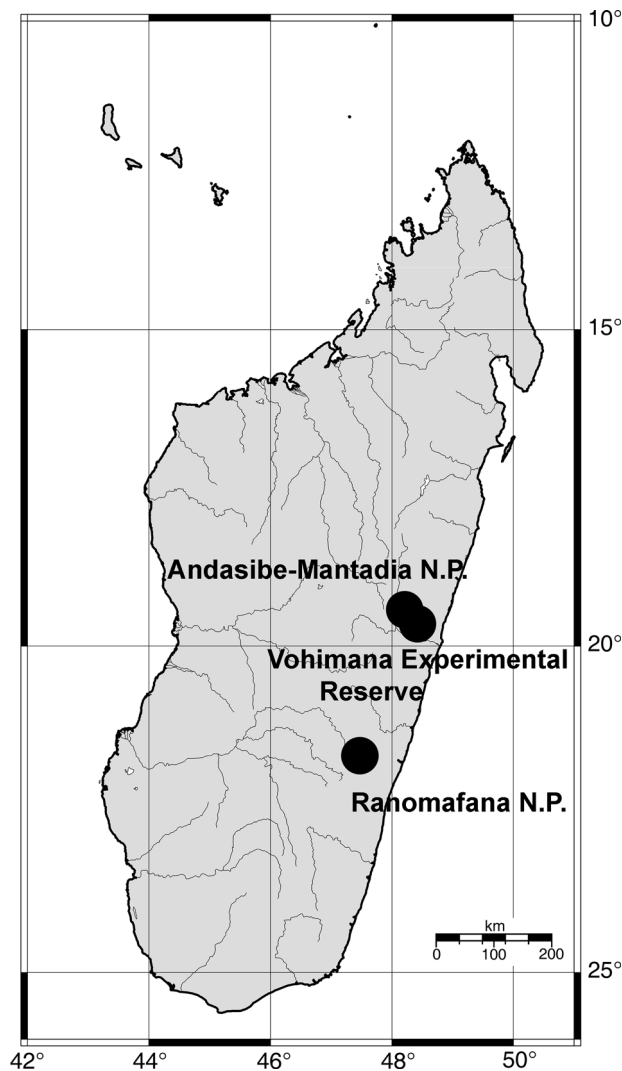 10°
15°
Andasibe-Mantadia N.P.
20°
Vohimana Experimental
Reserve
Ranomafana N.P.
km
0 100 200
25°
42° 44° 46° 48° 50°